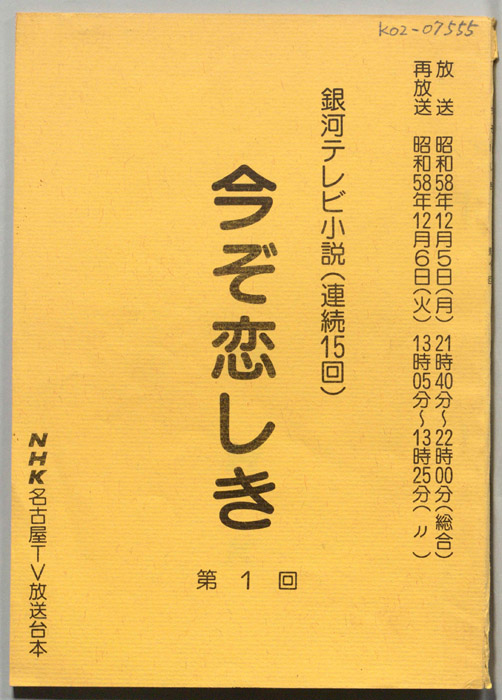 K02-07555
放送　昭和58年12月5日(月)　21時40分〜22時00分(総合)
再放送　昭和58年12月6日(火)　13時05分〜13時25分(〃)
銀河テレビ小説(連続15回)
今ぞ恋しき
第1回
NHK名古屋TV放送台本